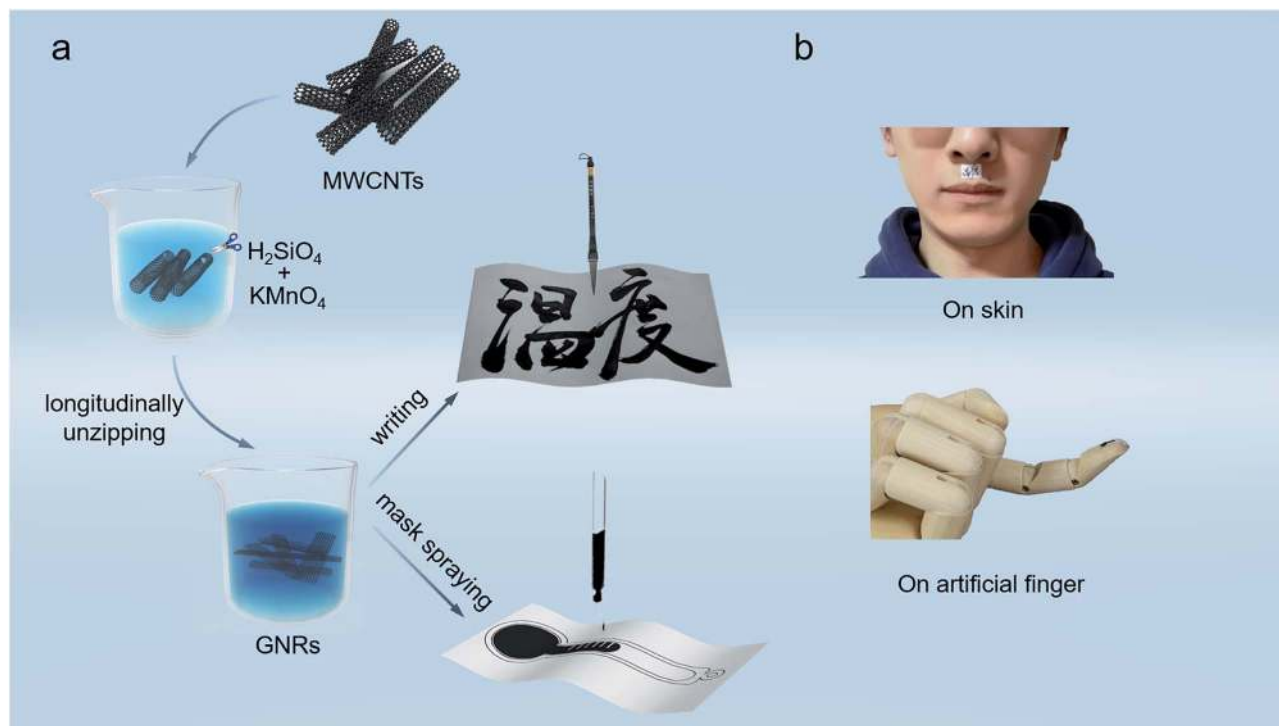 a
MWCNTs
H₂SiO₄
+
KMnO₄
longitudinally
unzipping
GNRs
writing
mask spraying
温度
b
On skin
On artificial finger